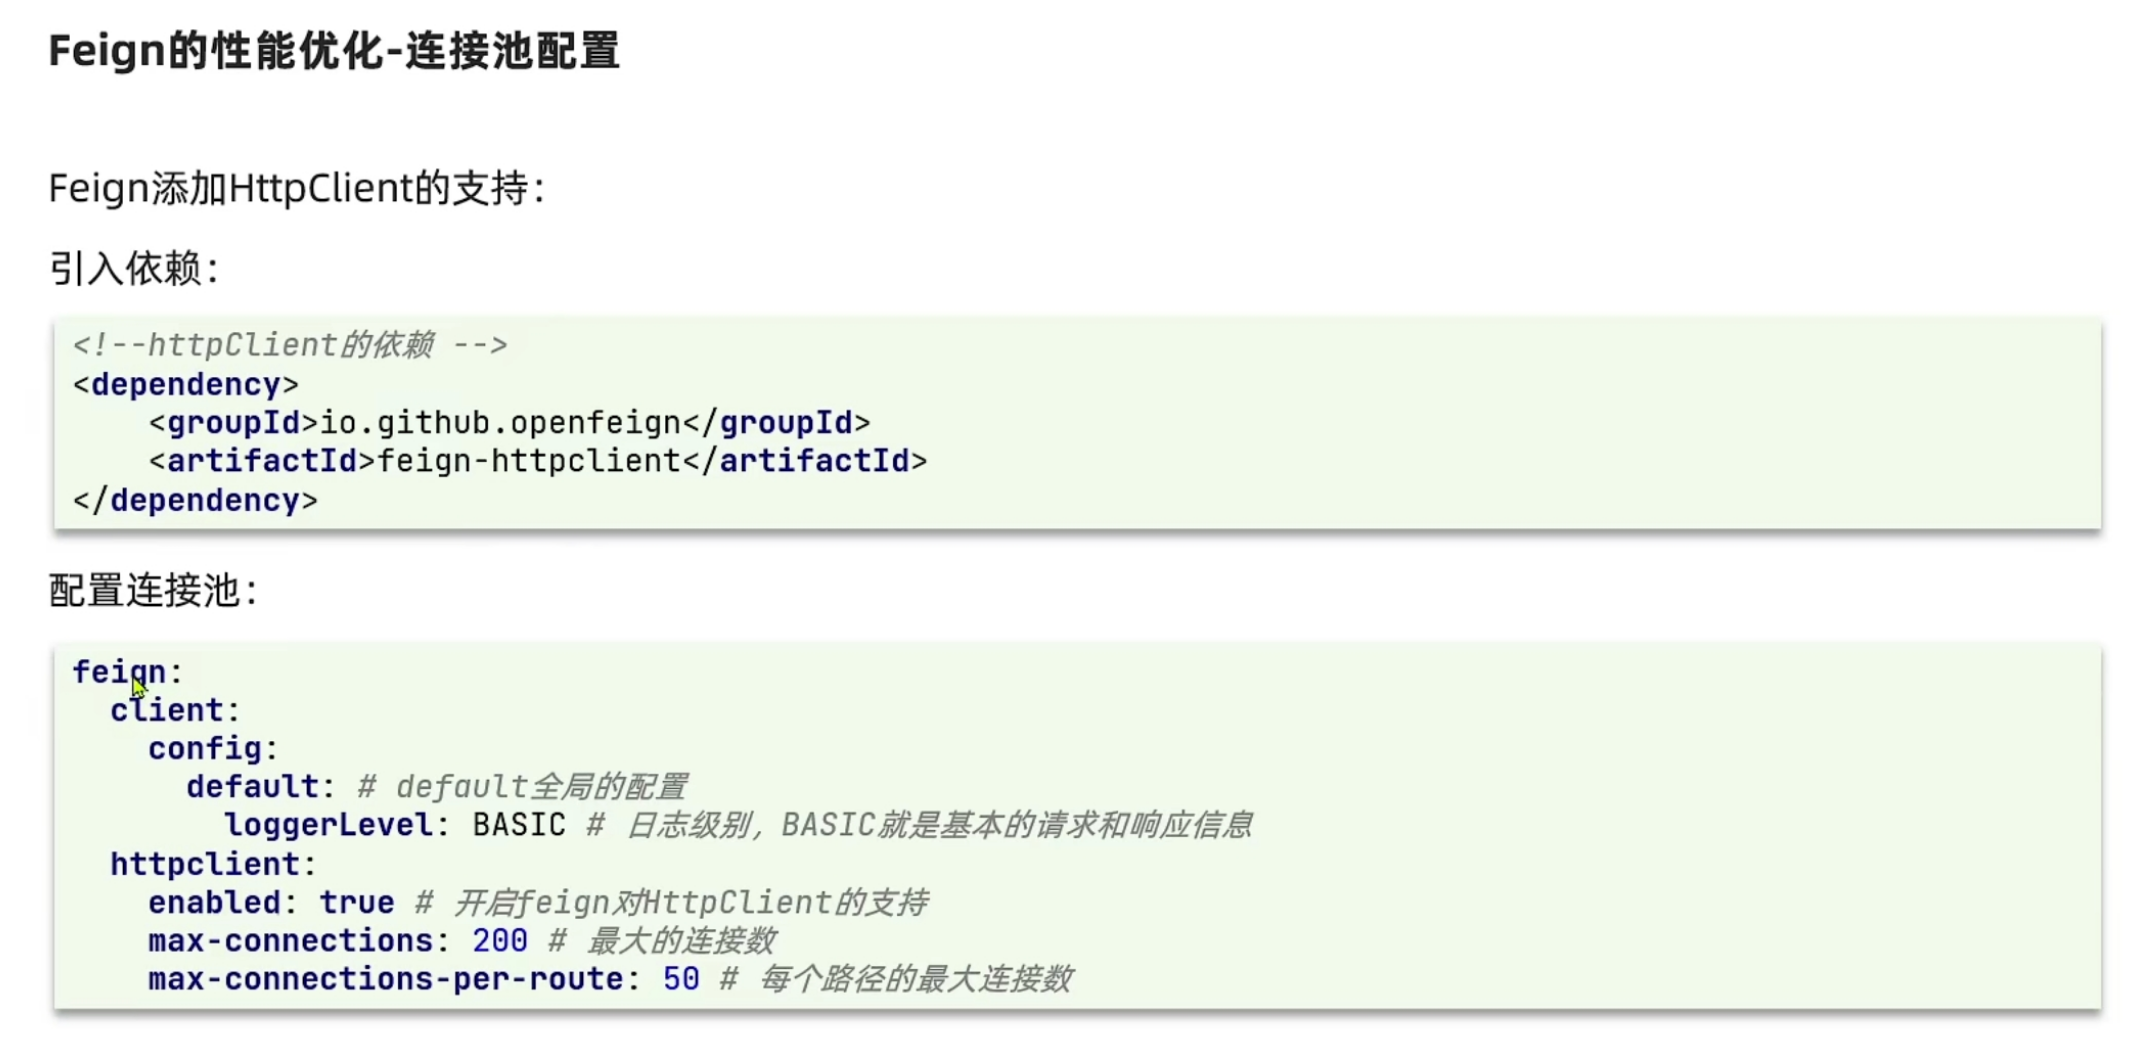 Feign的性能优化-连接池配置
Feign添加HttpClient的支持：
引入依赖：
<!--httpClient的依赖 -->
<dependency>
    <groupId>io.github.openfeign</groupId>
    <artifactId>feign-httpclient</artifactId>
</dependency>
配置连接池：
feign:
  client:
    config:
      default: # default全局的配置
        loggerLevel: BASIC # 日志级别，BASIC就是基本的请求和响应信息
  httpclient:
    enabled: true # 开启feign对HttpClient的支持
    max-connections: 200 # 最大的连接数
    max-connections-per-route: 50 # 每个路径的最大连接数